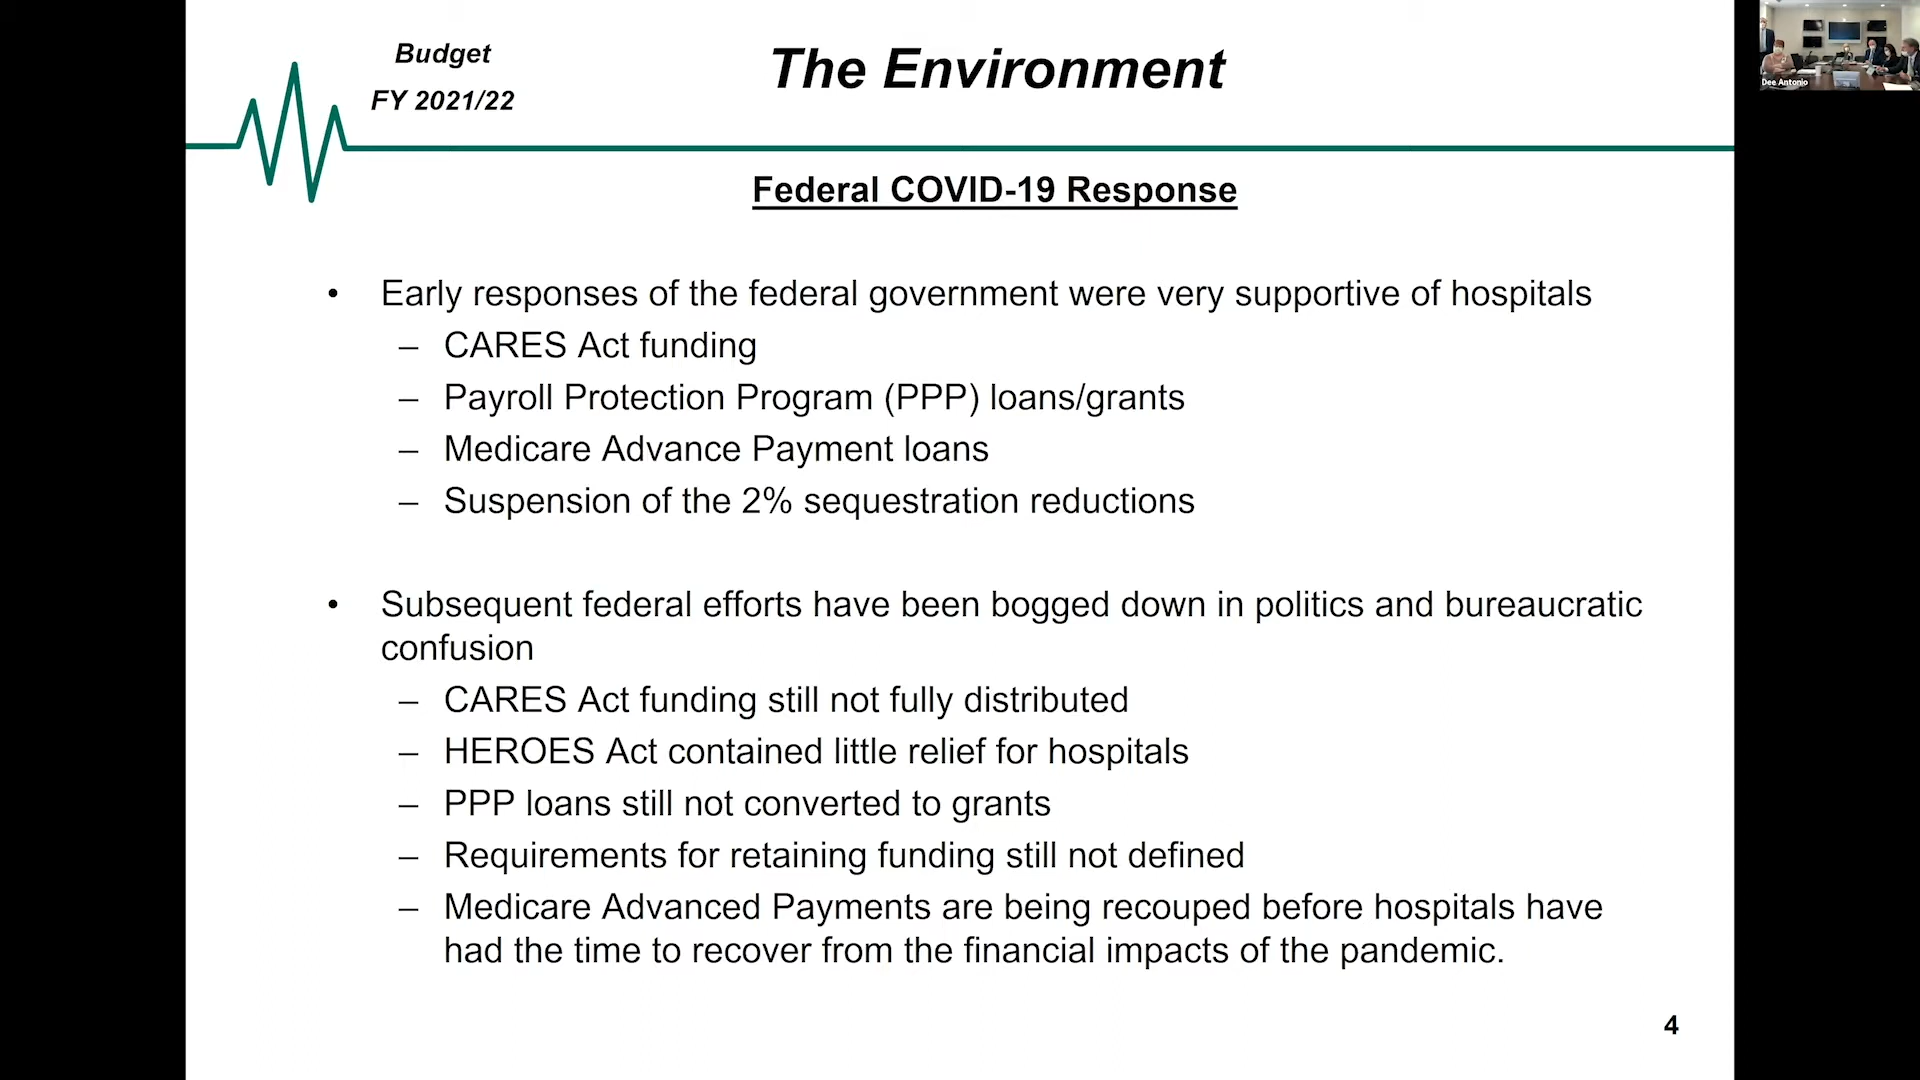 Budget
FY 2021/22
The Environment
Dee Antonio
Federal COVID-19 Response
• Early responses of the federal government were very supportive of hospitals
– CARES Act funding
– Payroll Protection Program (PPP) loans/grants
– Medicare Advance Payment loans
– Suspension of the 2% sequestration reductions
• Subsequent federal efforts have been bogged down in politics and bureaucratic
confusion
– CARES Act funding still not fully distributed
– HEROES Act contained little relief for hospitals
– PPP loans still not converted to grants
– Requirements for retaining funding still not defined
– Medicare Advanced Payments are being recouped before hospitals have
had the time to recover from the financial impacts of the pandemic.
4